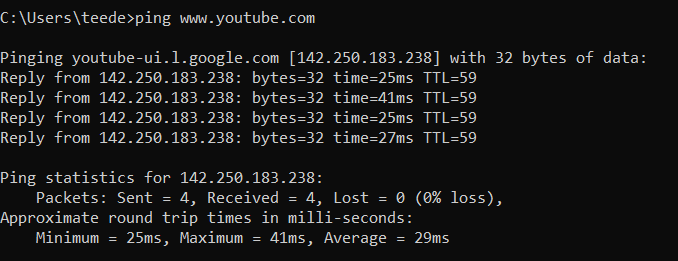 C:\Users\teede>ping www.youtube.com
Pinging youtube-ui.l.google.com [142.250.183.238] with 32 bytes of data:
Reply from 142.250.183.238: bytes=32 time=25ms TTL=59
Reply from 142.250.183.238: bytes=32 time=41ms TTL=59
Reply from 142.250.183.238: bytes=32 time=25ms TTL=59
Reply from 142.250.183.238: bytes=32 time=27ms TTL=59
Ping statistics for 142.250.183.238:
    Packets: Sent = 4, Received = 4, Lost = 0 (0% loss),
Approximate round trip times in milli-seconds:
    Minimum = 25ms, Maximum = 41ms, Average = 29ms